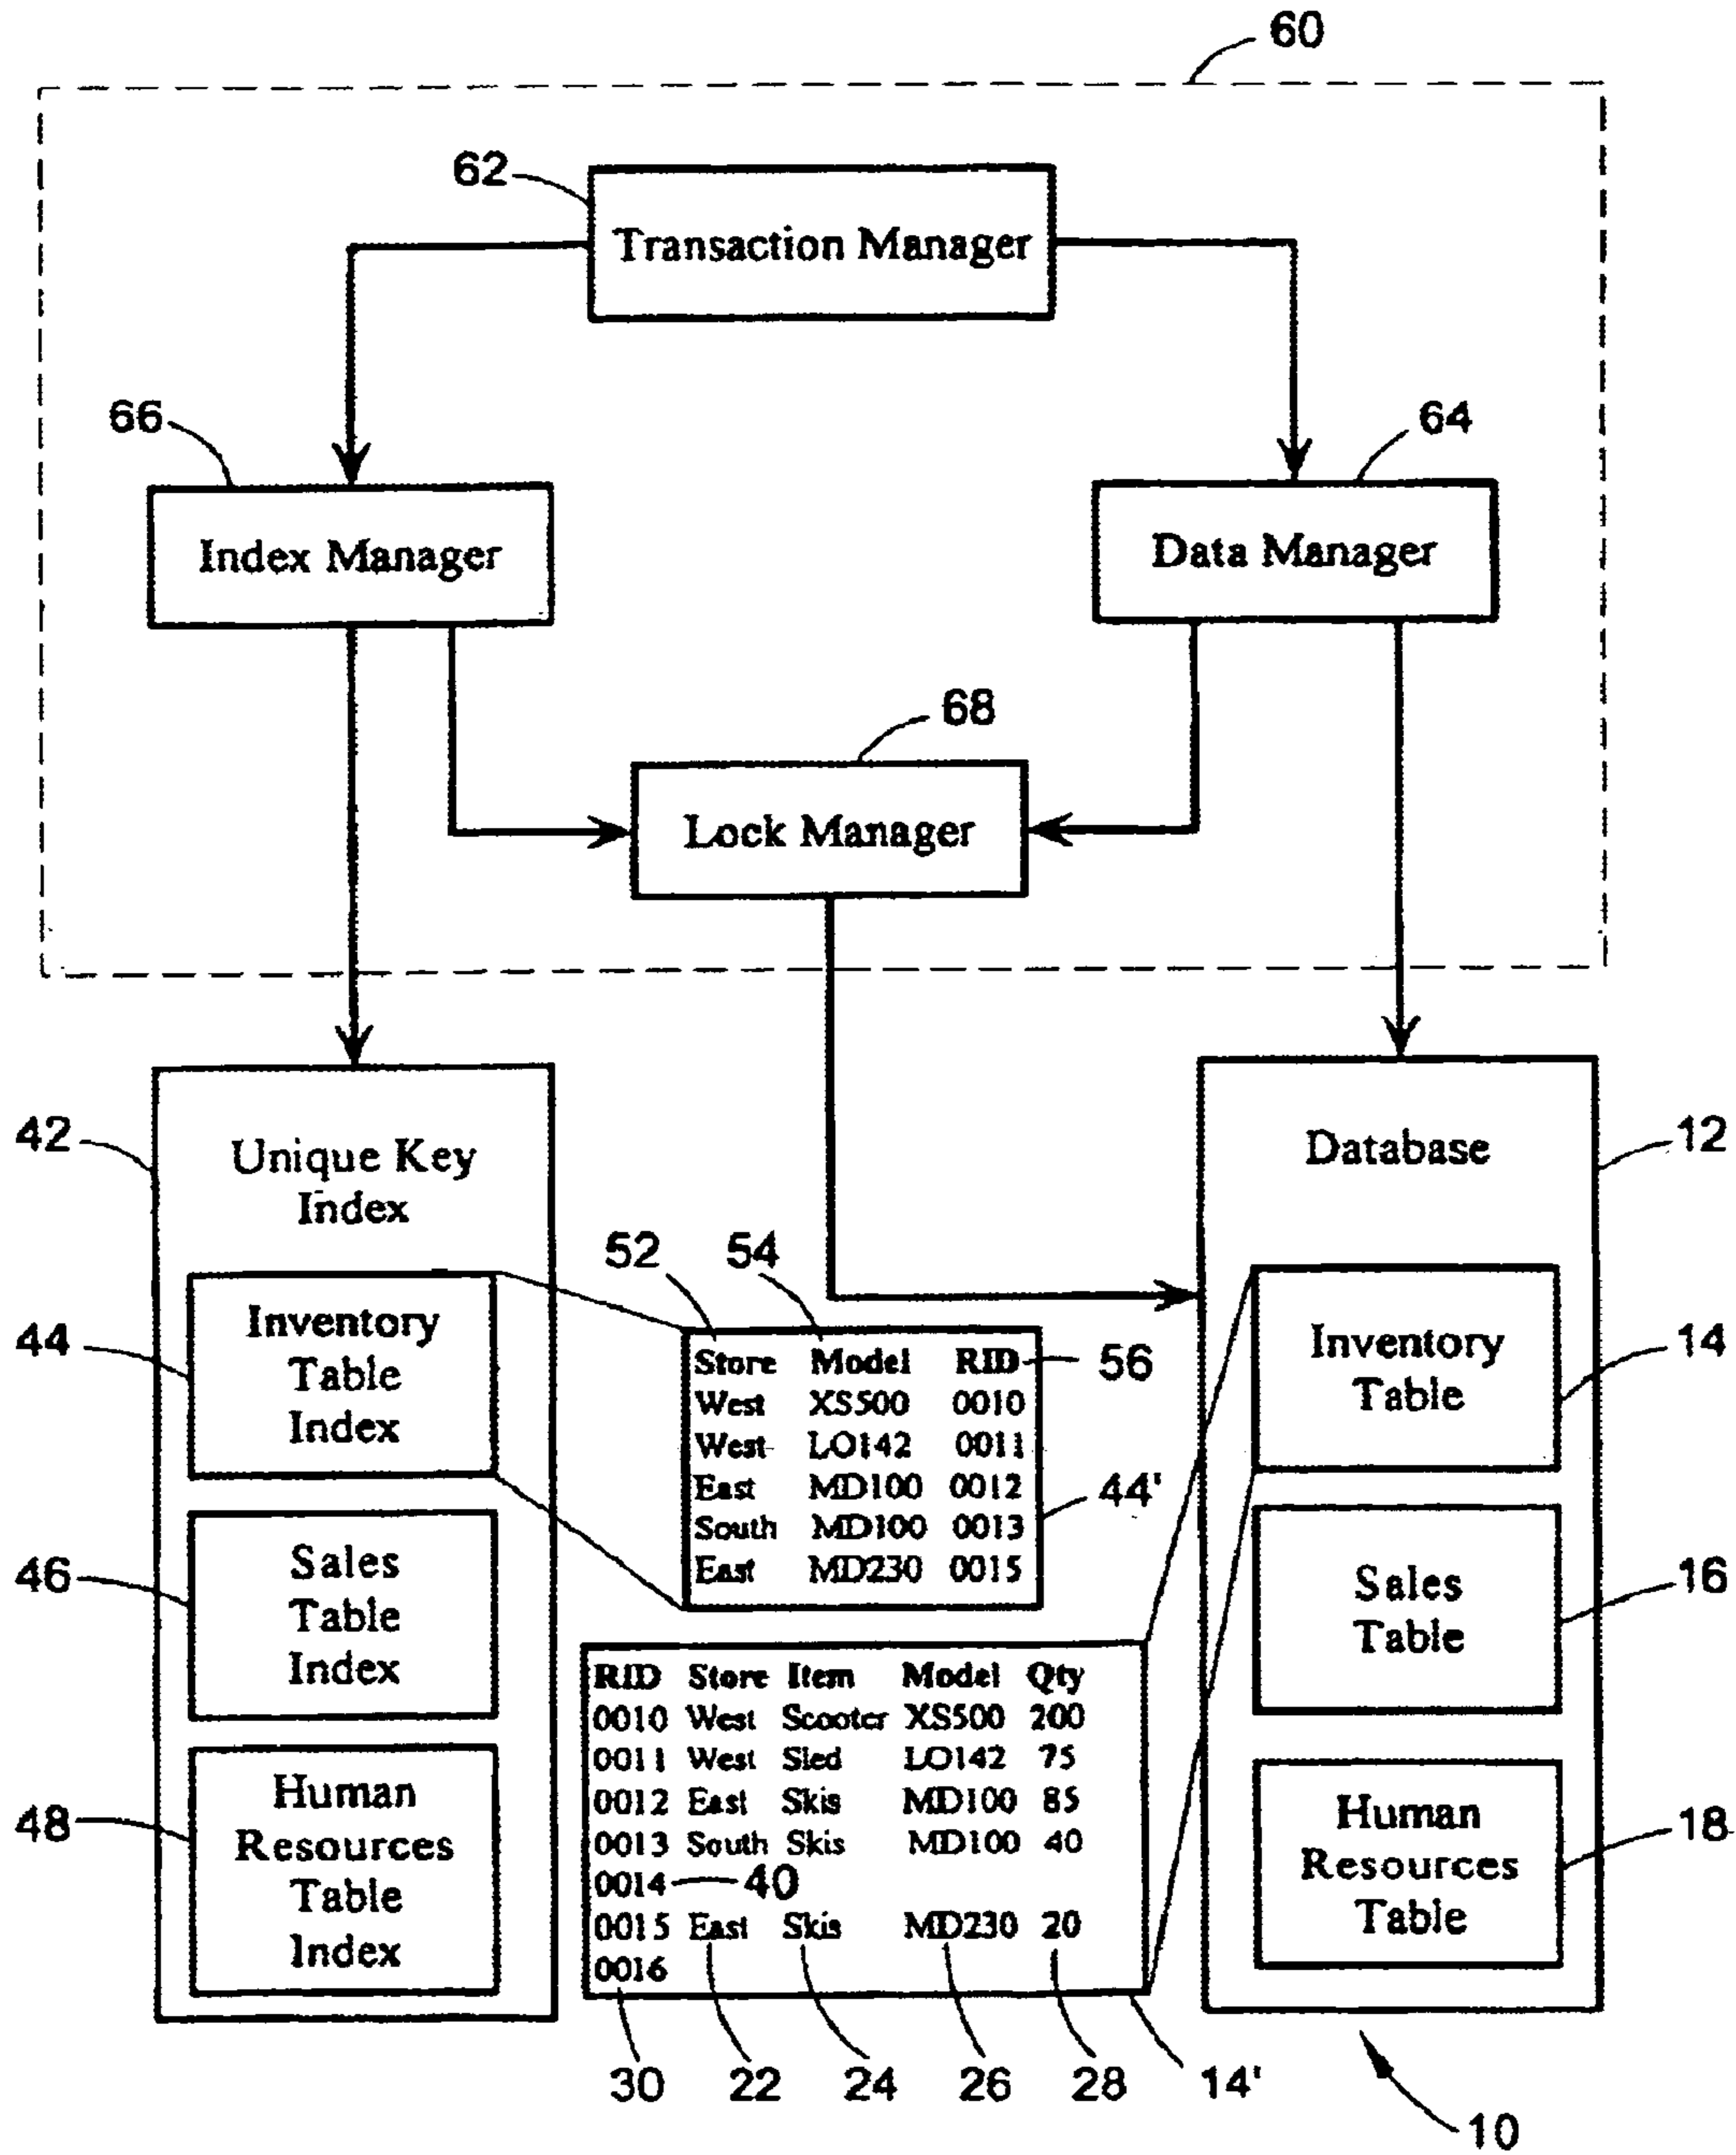 60
62
Transaction Manager
66
64
Index Manager
Data Manager
68
Lock Manager
42
Unique Key
Index
Database
12
52
54
44
Inventory
Table
Index
Store Model RID
56
West XS500 0010
West LO142 0011
East MD100 0012
44'
South MD100 0013
East MD230 0015
Inventory
Table
14
46
Sales
Table
Index
Sales
Table
16
RID Store Item Model Qty
0010 West Scooter XS500 200
0011 West Sled LO142 75
0012 East Skis MD100 85
0013 South Skis MD100 40
0014 40
0015 East Skis MD230 20
0016
48
Human
Resources
Table
Index
Human
Resources
Table
18
30 22 24 26 28 14'
10